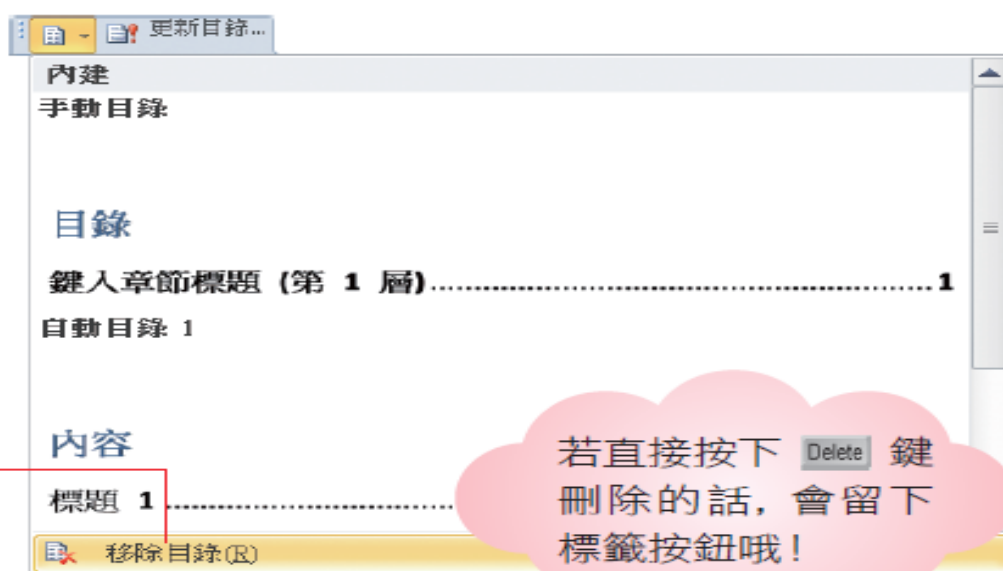 更新目錄...
內建
手動目錄
目錄
鍵入章節標題 (第 1 層)..........................................................1
自動目錄 1
內容
標題 1.................................
移除目錄(R)
若直接按下 Delete 鍵
刪除的話，會留下
標籤按鈕哦！